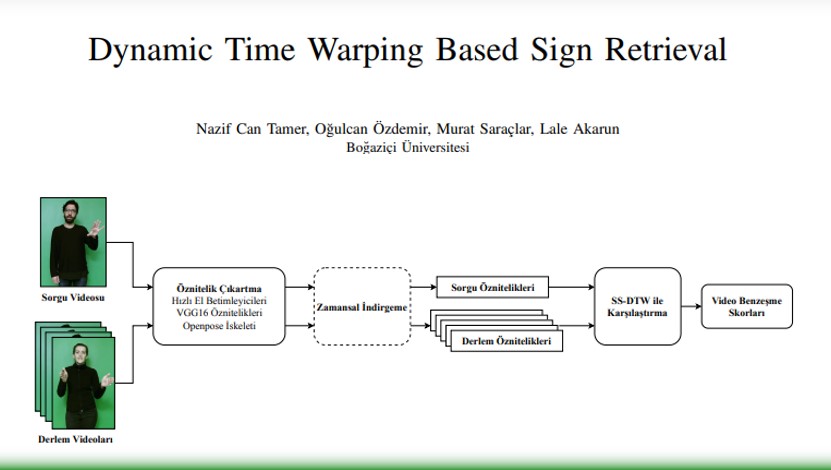 Dynamic Time Warping Based Sign Retrieval
Nazif Can Tamer, Oğulcan Özdemir, Murat Saraçlar, Lale Akarun
Boğaziçi Üniversitesi
Sorgu Videosu
Derlem Videoları
Öznitelik Çıkartma
Hızlı El Betimleyicileri
VGG16 Öznitelikleri
Openpose İskeleti
Zamansal İndirgeme
Sorgu Öznitelikleri
Derlem Öznitelikleri
SS-DTW ile
Karşılaştırma
Video Benzeşme
Skorları